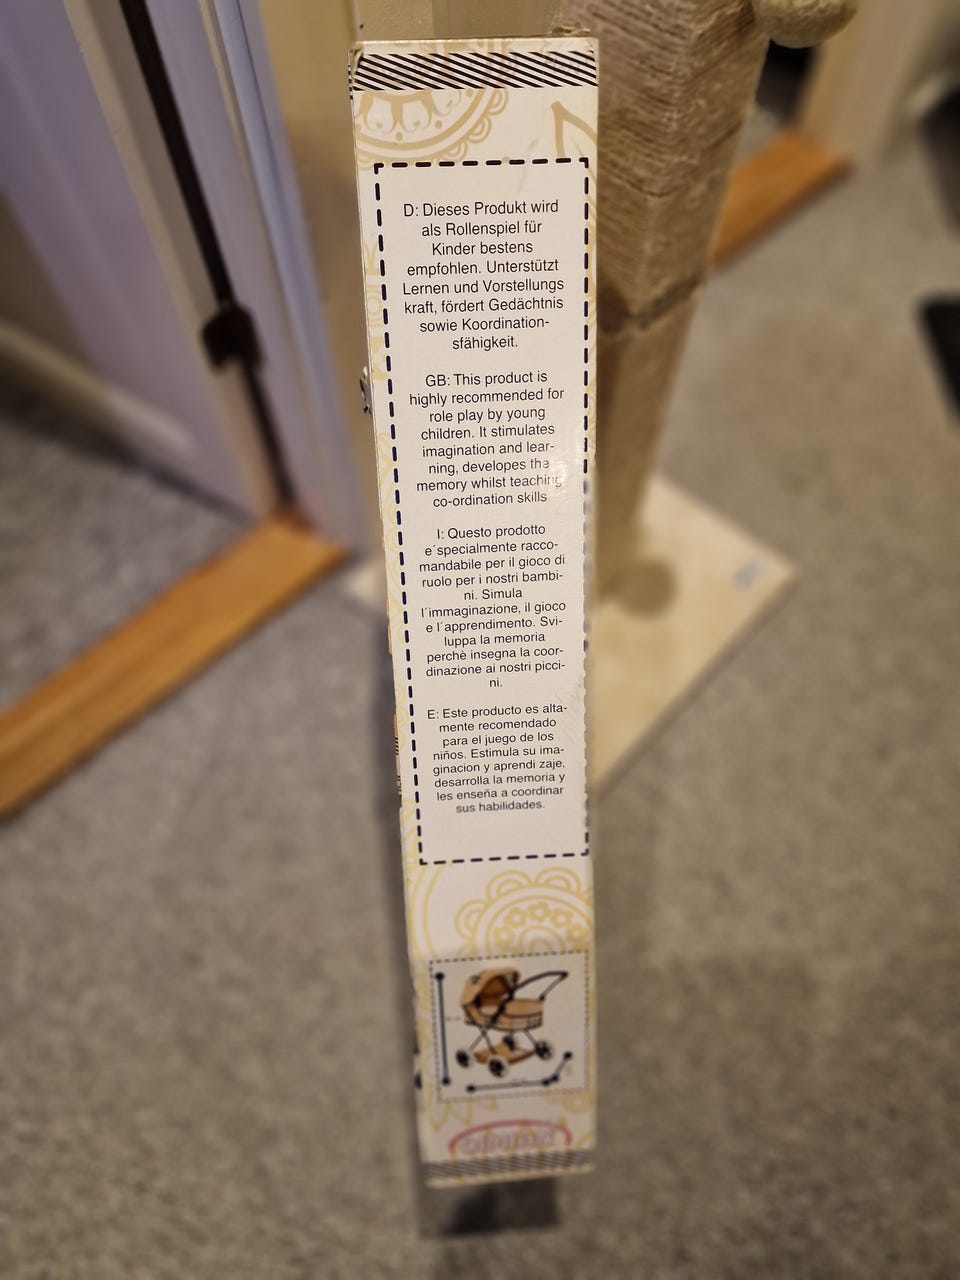 D: Dieses Produkt wird
als Rollenspiel für
Kinder bestens
empfohlen. Unterstützt
Lernen und Vorstellungs
kraft, fördert Gedächtnis
sowie Koordination-
sfähigkeit.
GB: This product is
highly recommended for
role play by young
children. It stimulates
imagination and lear-
ning, developes the
memory whilst teaching
co-ordination skills
I: Questo prodotto
e´specialmente racco-
mandabile per il gioco di
ruolo per i nostri bambi-
ni. Simula
l´immaginazione, il gioco
e l´apprendimento. Svi-
luppa la memoria
perchè insegna la coor-
dinazione ai nostri picci-
ni.
E: Este producto es alta-
mente recomendado
para el juego de los
niños. Estimula su ima-
ginacion y aprendi zaje,
desarrolla la memoria y
les enseña a coordinar
sus habilidades.